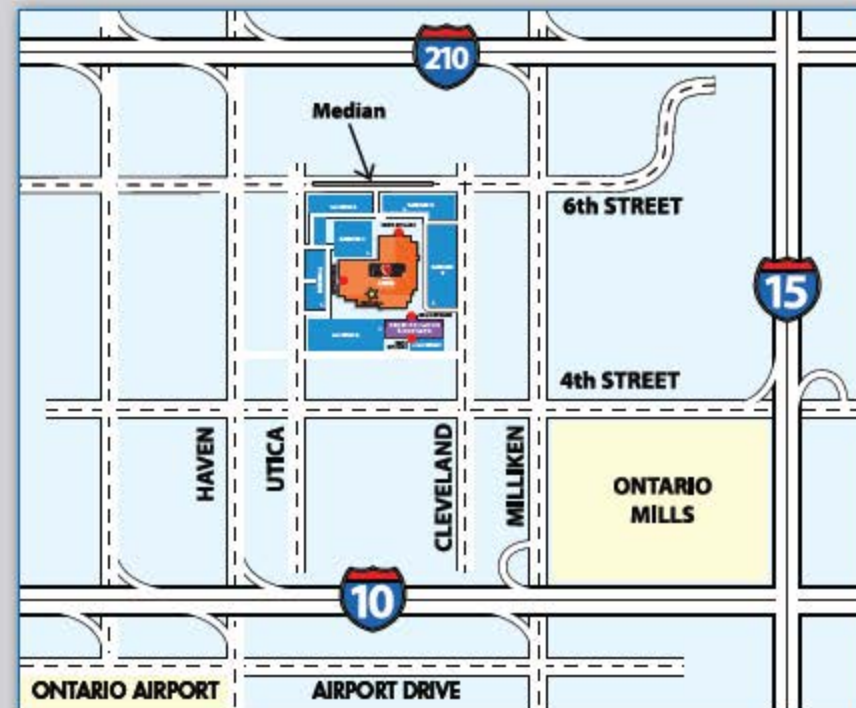 210
Median
6th STREET
15
4th STREET
HAVEN
UTICA
CLEVELAND
MILLIKEN
ONTARIO
MILLS
10
ONTARIO AIRPORT
AIRPORT DRIVE